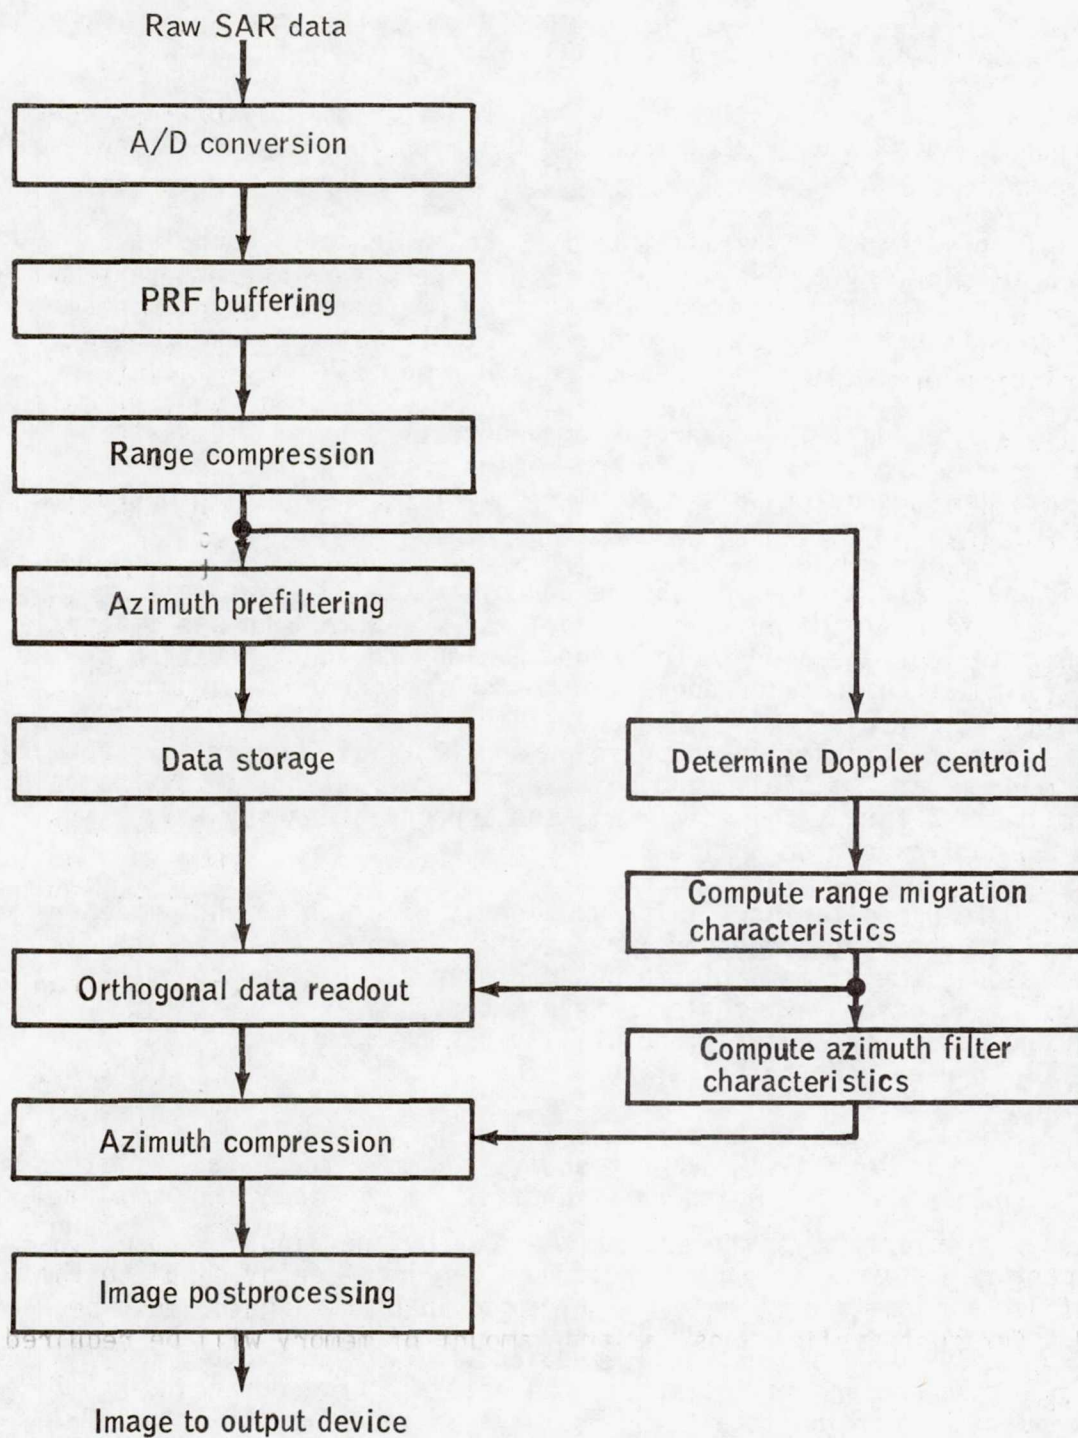 Raw SAR data
A/D conversion
PRF buffering
Range compression
Azimuth prefiltering
Data storage
Determine Doppler centroid
Compute range migration
characteristics
Orthogonal data readout
Compute azimuth filter
characteristics
Azimuth compression
Image postprocessing
Image to output device